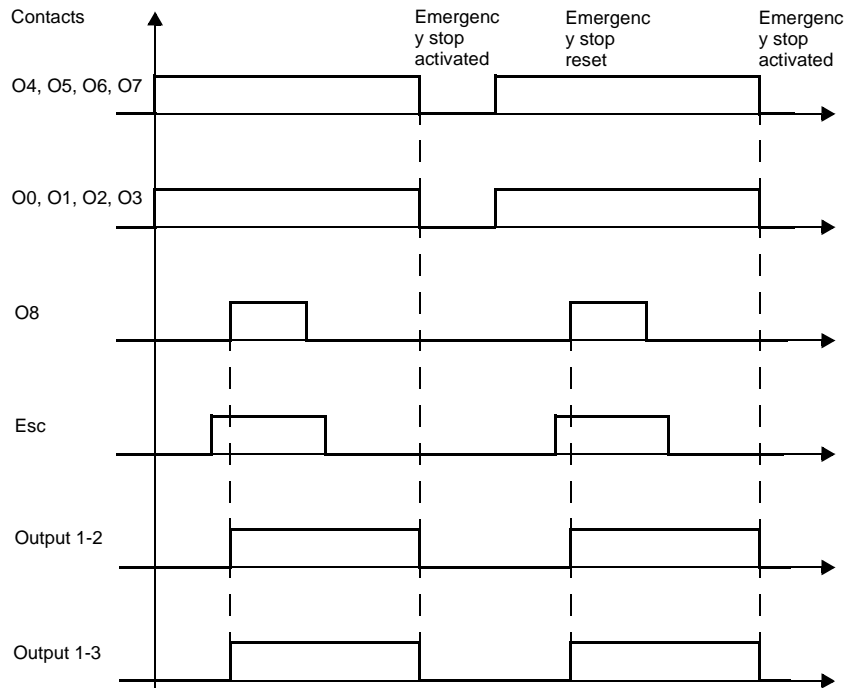 Contacts
Emergenc
y stop
activated
Emergenc
y stop
reset
Emergenc
y stop
activated
O4, O5, O6, O7
O0, O1, O2, O3
O8
Esc
Output 1-2
Output 1-3